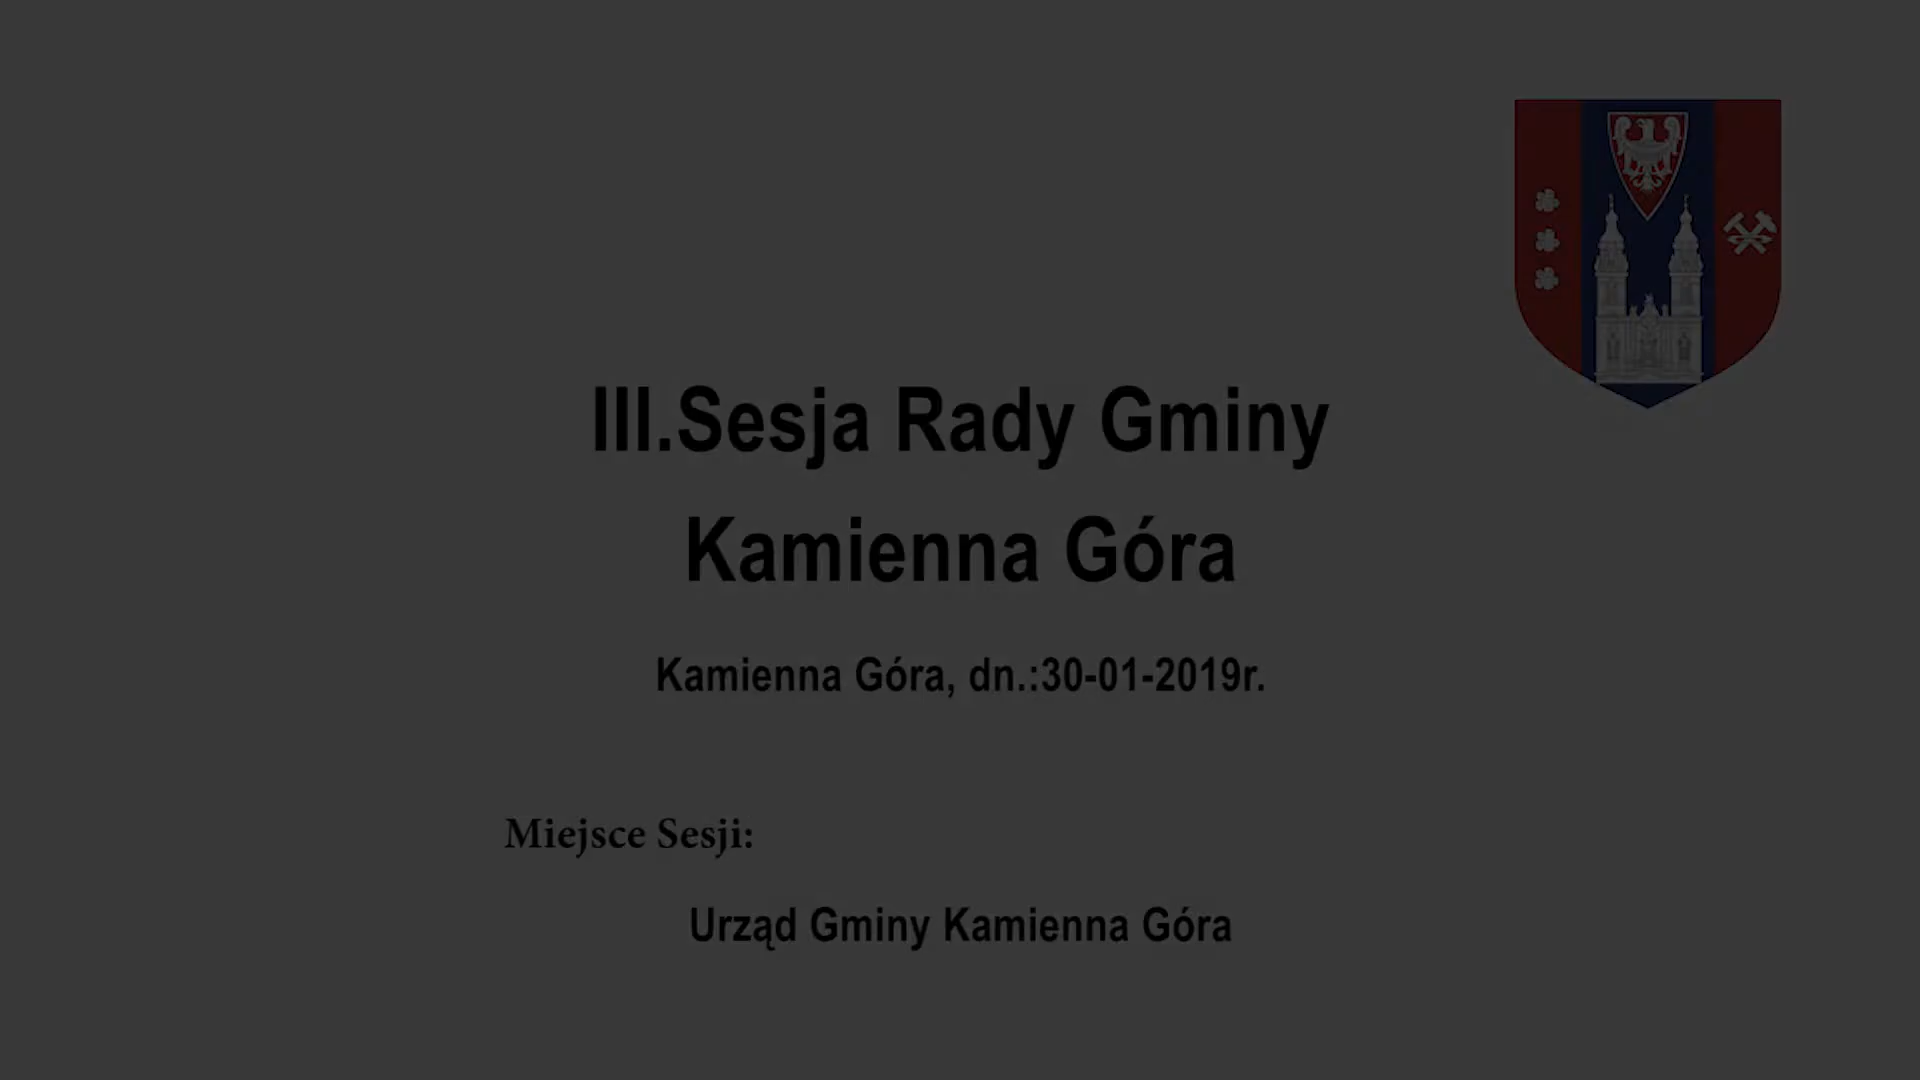 III.Sesja Rady Gminy
Kamienna Góra
Kamienna Góra, dn.:30-01-2019r.
Miejsce Sesji:
Urząd Gminy Kamienna Góra